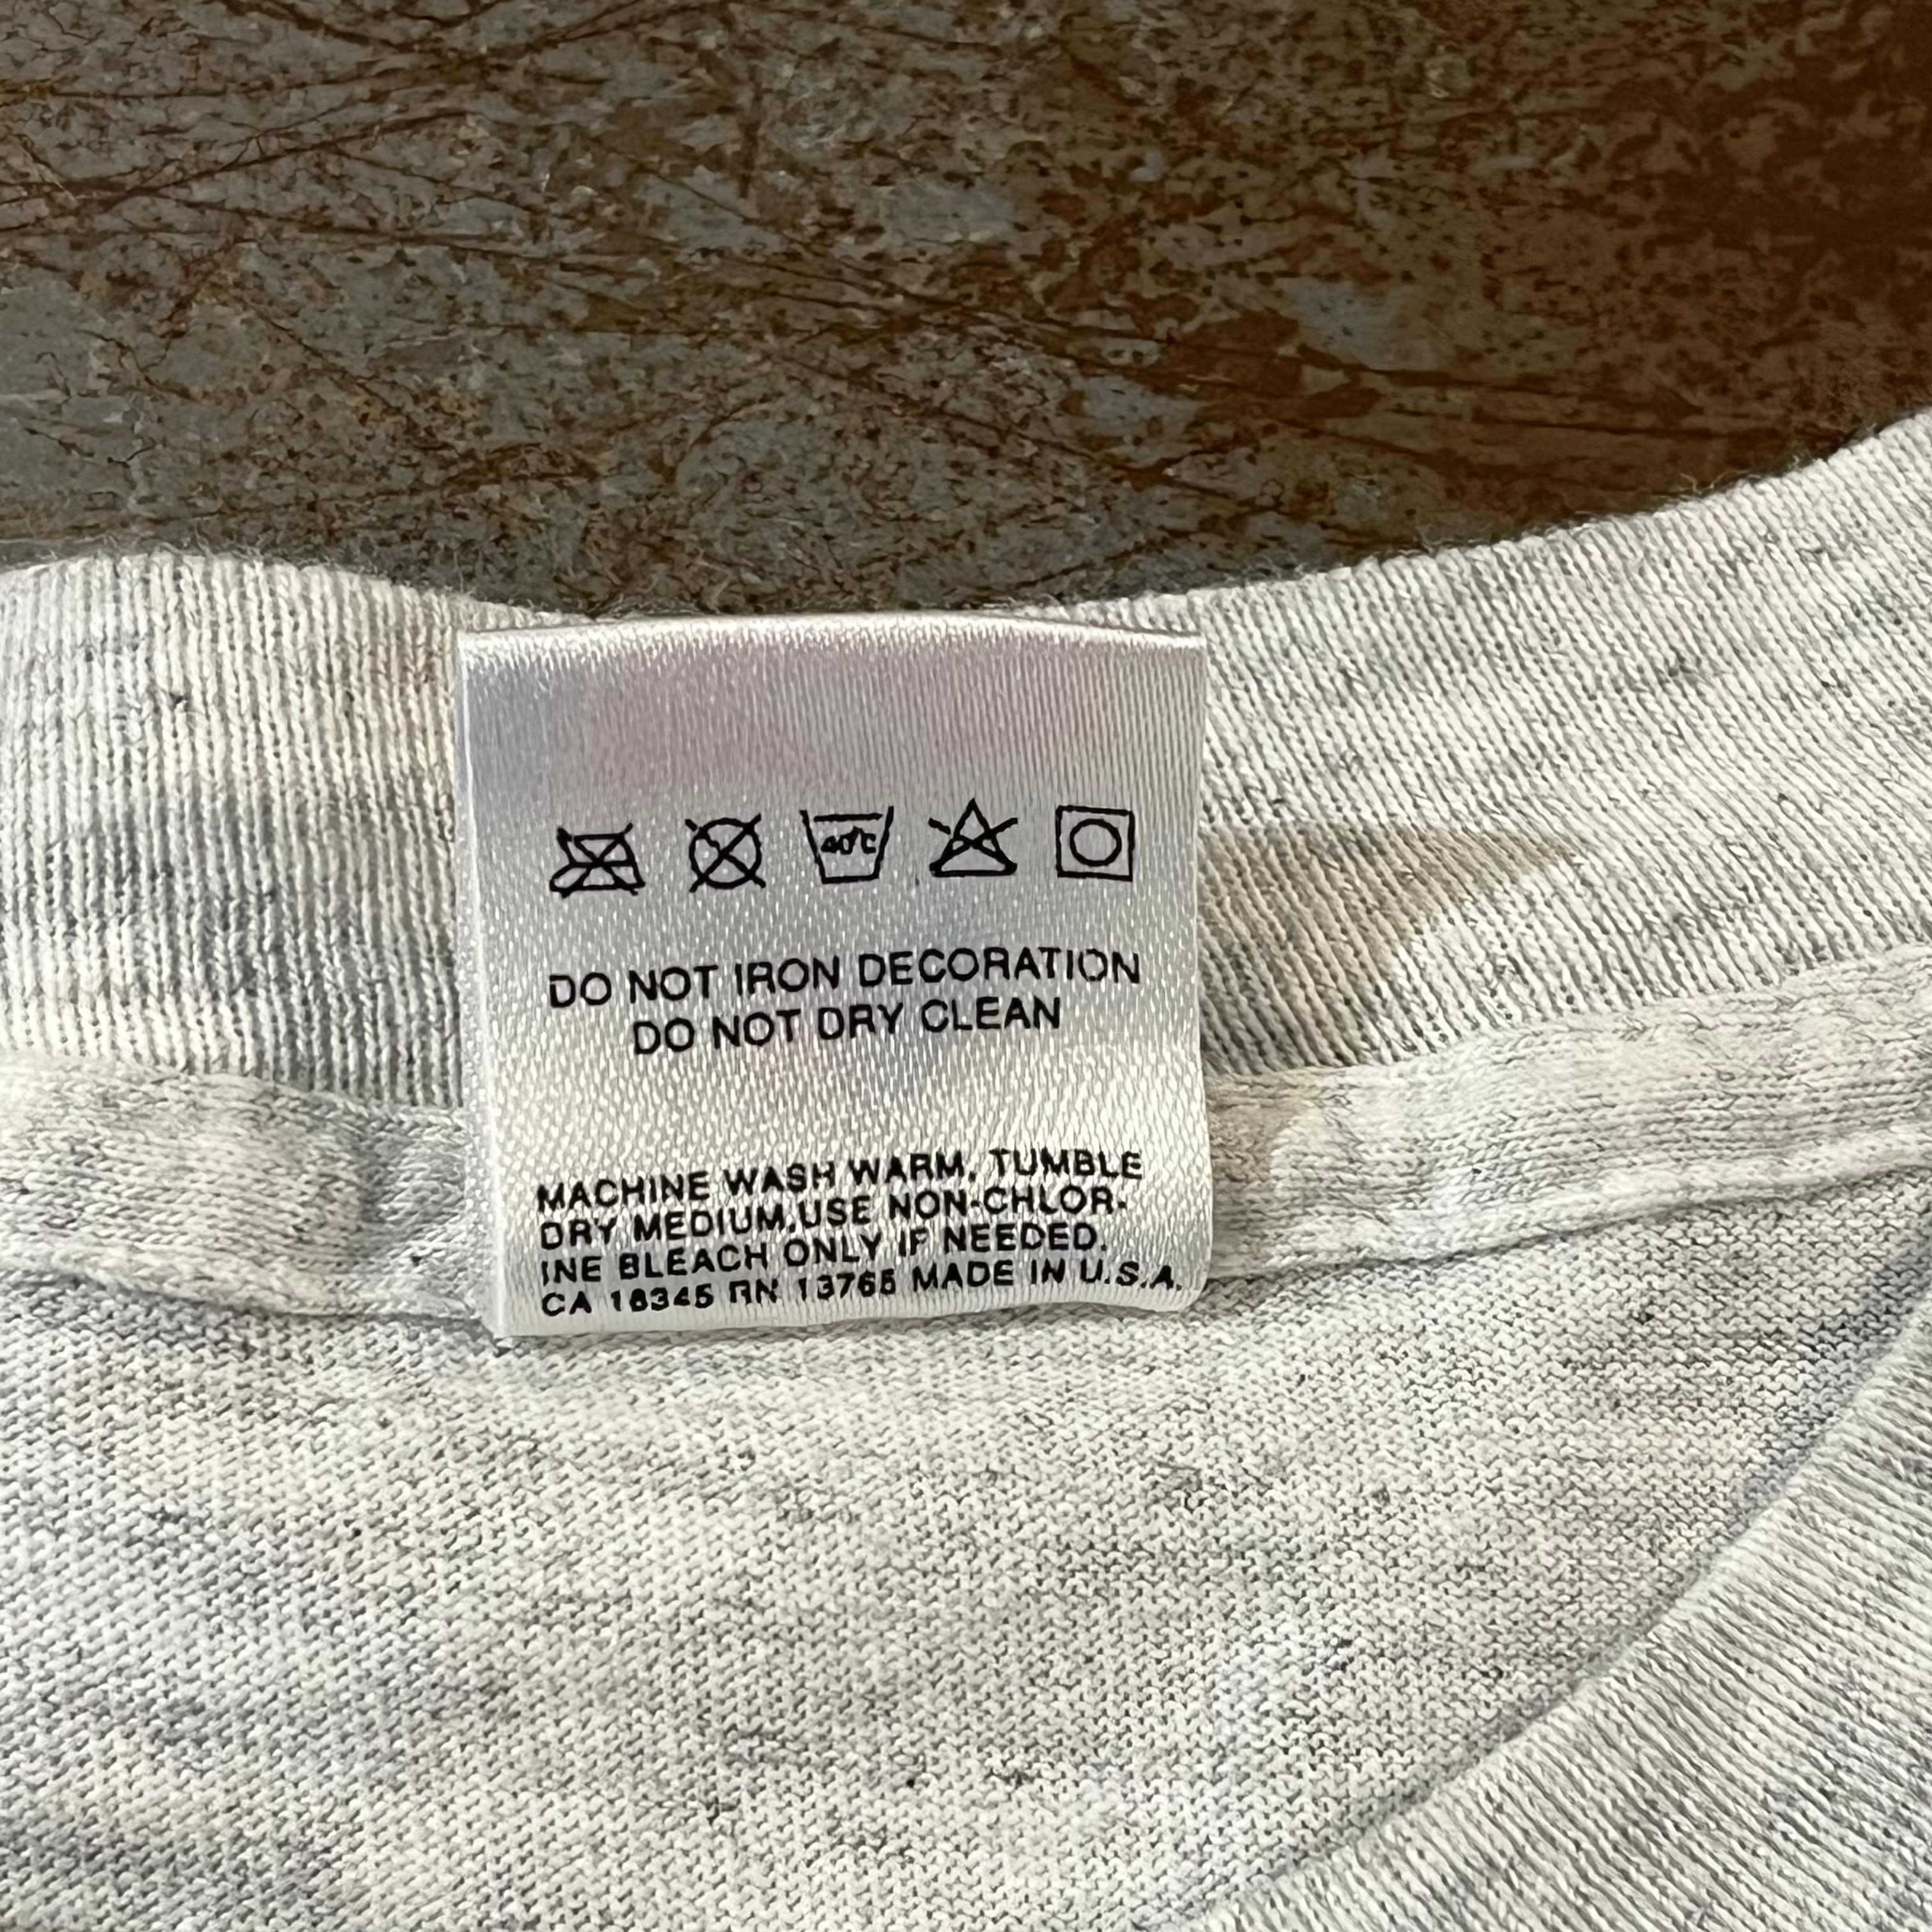 40°C
DO NOT IRON DECORATION
DO NOT DRY CLEAN
MACHINE WASH WARM, TUMBLE
DRY MEDIUM,USE NON-CHLOR-
INE BLEACH ONLY IF NEEDED.
CA 16345 RN 13765 MADE IN U.S.A.